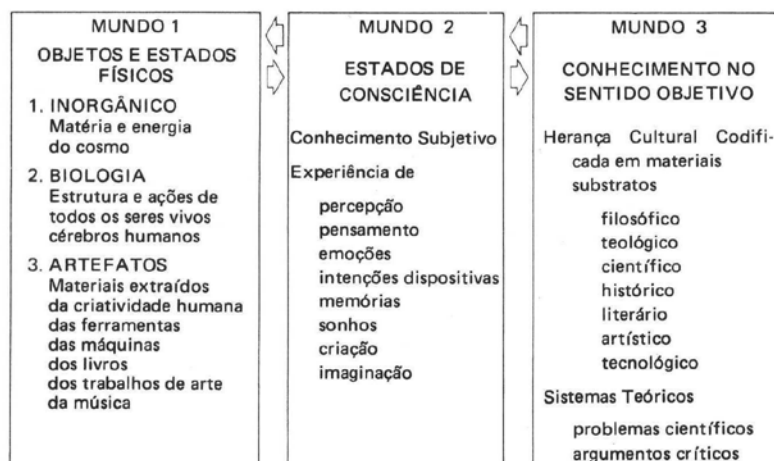 MUNDO 1
OBJETOS E ESTADOS
FÍSICOS
1. INORGÂNICO
Matéria e energia
do cosmo
2. BIOLOGIA
Estrutura e ações de
todos os seres vivos
cérebros humanos
3. ARTEFATOS
Materiais extraídos
da criatividade humana
das ferramentas
das máquinas
dos livros
dos trabalhos de arte
da música
MUNDO 2
ESTADOS DE
CONSCIÊNCIA
Conhecimento Subjetivo
Experiência de
percepção
pensamento
emoções
intenções dispositivas
memórias
sonhos
criação
imaginação
MUNDO 3
CONHECIMENTO NO
SENTIDO OBJETIVO
Herança Cultural Codifi-
cada em materiais
substratos
filosófico
teológico
científico
histórico
literário
artístico
tecnológico
Sistemas Teóricos
problemas científicos
argumentos críticos